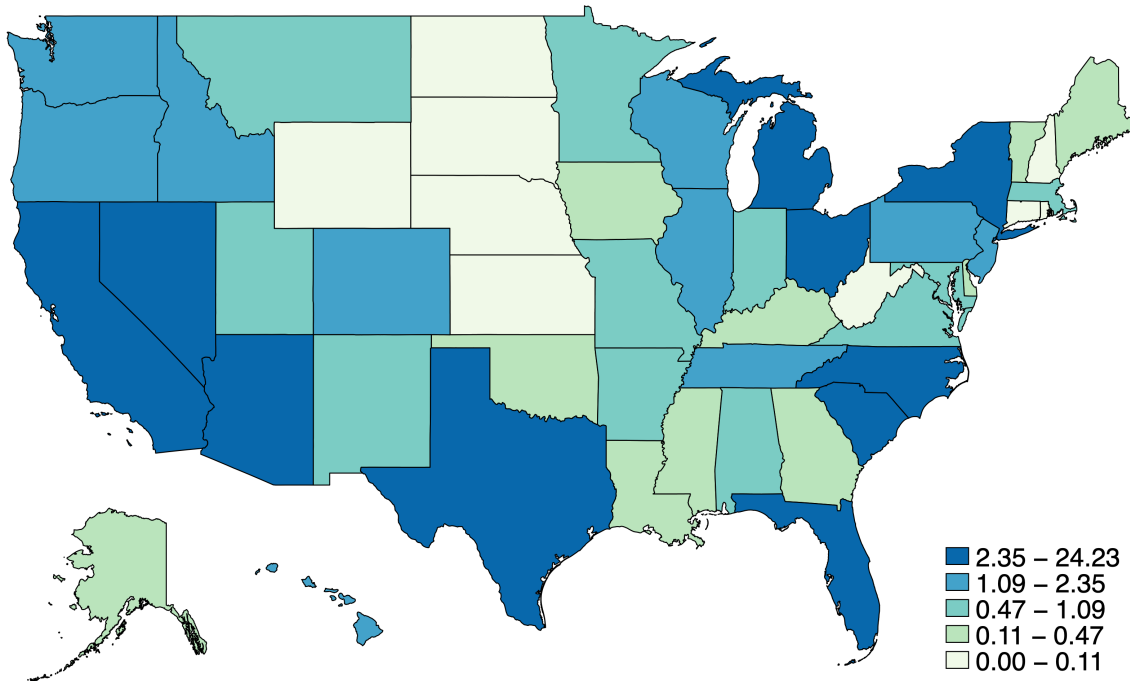 2.35 – 24.23
1.09 – 2.35
0.47 – 1.09
0.11 – 0.47
0.00 – 0.11